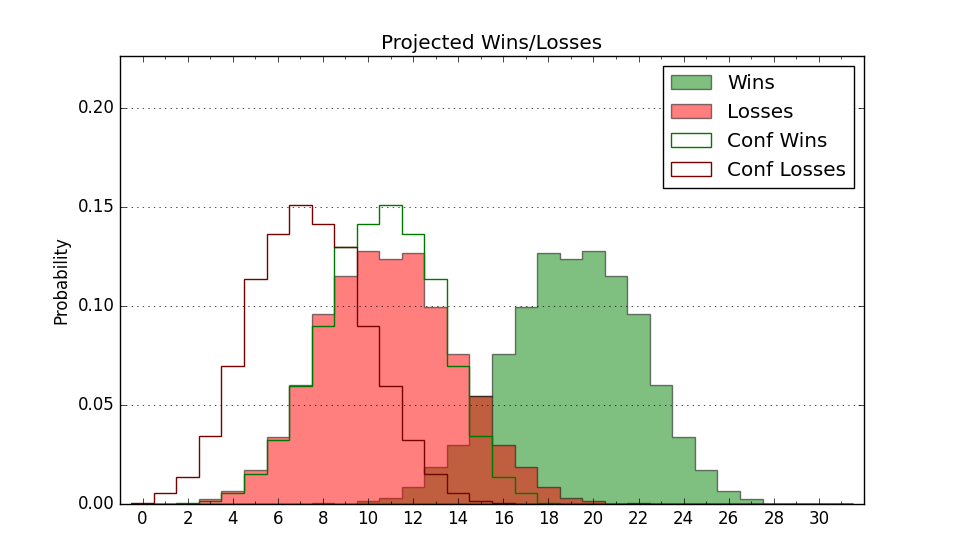 Projected Wins/Losses
Wins
Losses
Conf Wins
Conf Losses
Probability
0.20
0.15
0.10
0.05
0.00
0 2 4 6 8 10 12 14 16 18 20 22 24 26 28 30